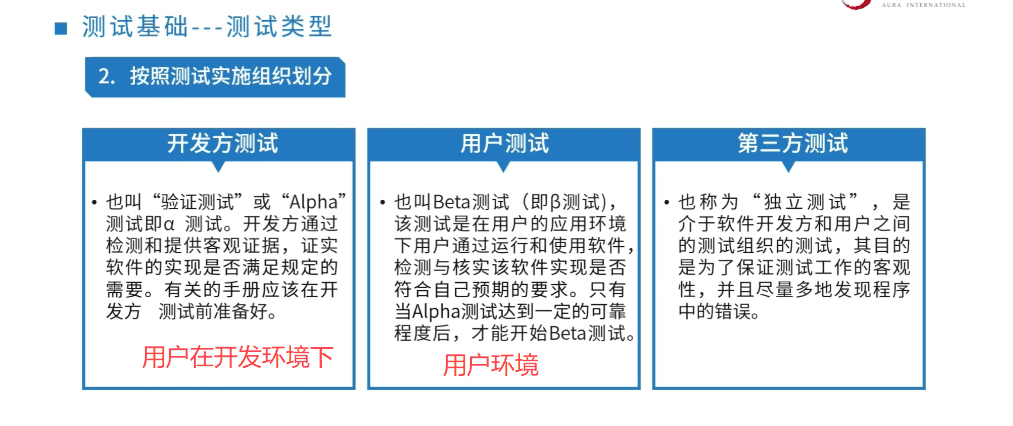 AURA INTERNATIONAL
测试基础---测试类型
2. 按照测试实施组织划分
开发方测试
• 也叫“验证测试”或“Alpha”
测试即α 测试。开发方通过
检测和提供客观证据，证实
软件的实现是否满足规定的
需要。有关的手册应该在开
发方 测试前准备好。
用户在开发环境下
用户测试
• 也叫Beta测试（即β测试),
该测试是在用户的应用环境
下用户通过运行和使用软件，
检测与核实该软件实现是否
符合自己预期的要求。只有
当Alpha测试达到一定的可靠
程度后，才能开始Beta测试。
用户环境
第三方测试
• 也称为“独立测试”，是
介于软件开发方和用户之间
的测试组织的测试，其目的
是为了保证测试工作的客观
性，并且尽量多地发现程序
中的错误。